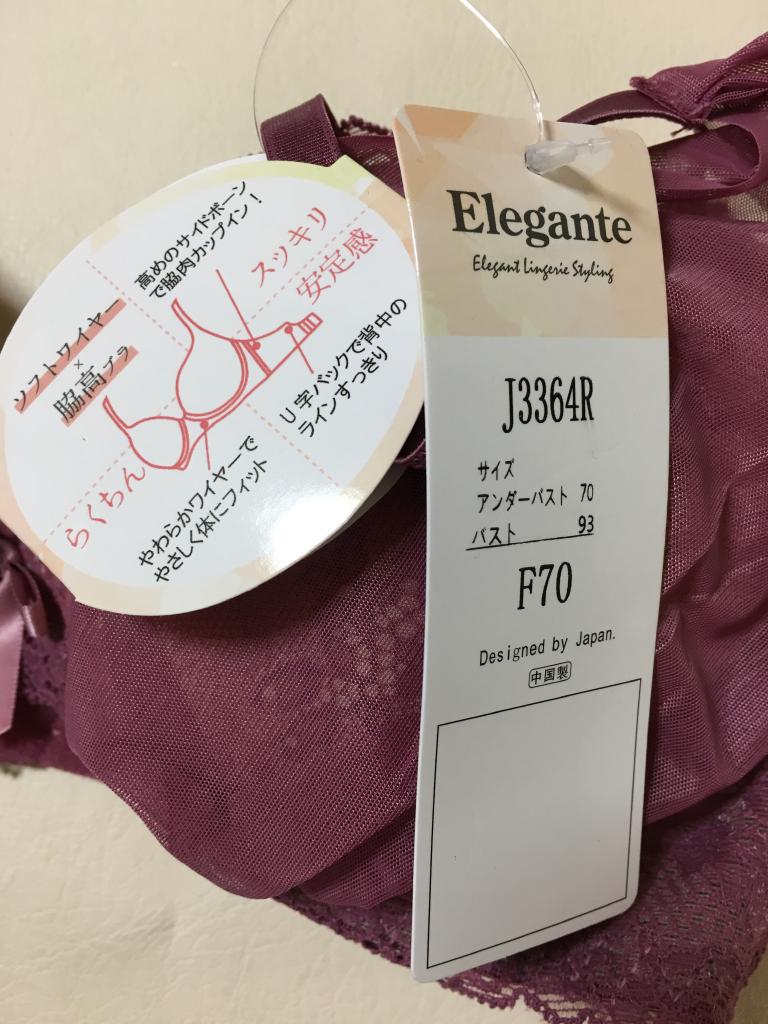 ソフトワイヤー
×
脇高ブラ
高めのサイドボーン
で脇肉カップイン!
スッキリ
安定感
U字バックで背中の
ラインすっきり
らくちん
やわらかワイヤーで
やさしく体にフィット
Elegante
Elegant Lingerie Styling
J3364R
サイズ
アンダーバスト 70
バスト 93
F70
Designed by Japan.
中国製